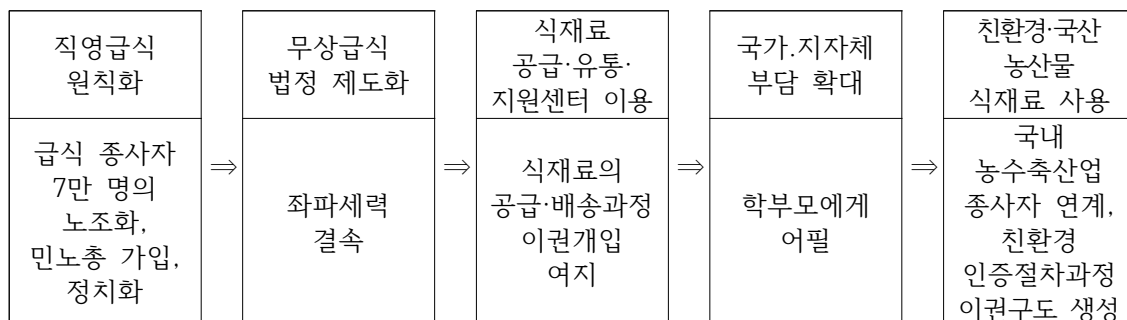 직영급식
원칙화
급식 종사자
7만 명의
노조화,
민노총 가입,
정치화
⇒
무상급식
법정 제도화
좌파세력
결속
⇒
식재료
공급·유통·
지원센터 이용
식재료의
공급·배송과정
이권개입
여지
⇒
국가.지자체
부담 확대
학부모에게
어필
⇒
친환경·국산
농산물
식재료 사용
국내
농수축산업
종사자 연계,
친환경
인증절차과정
이권구도 생성